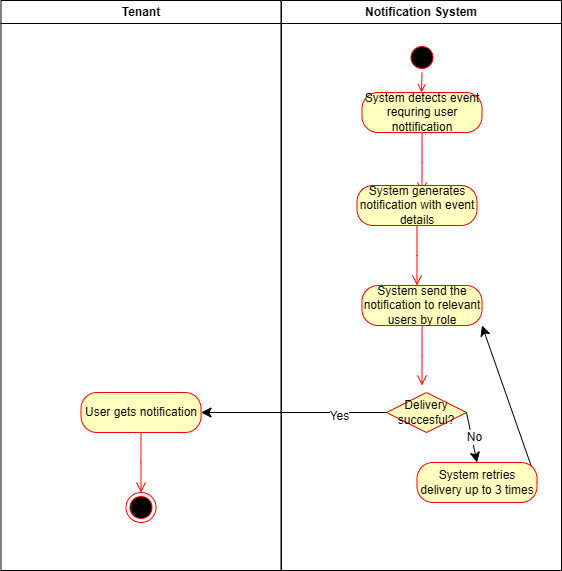 Tenant
Notification System
System detects event
requring user
nottification
System generates
notification with event
details
System send the
notification to relevant
users by role
Delivery
succesful?
Yes
No
User gets notification
System retries
delivery up to 3 times